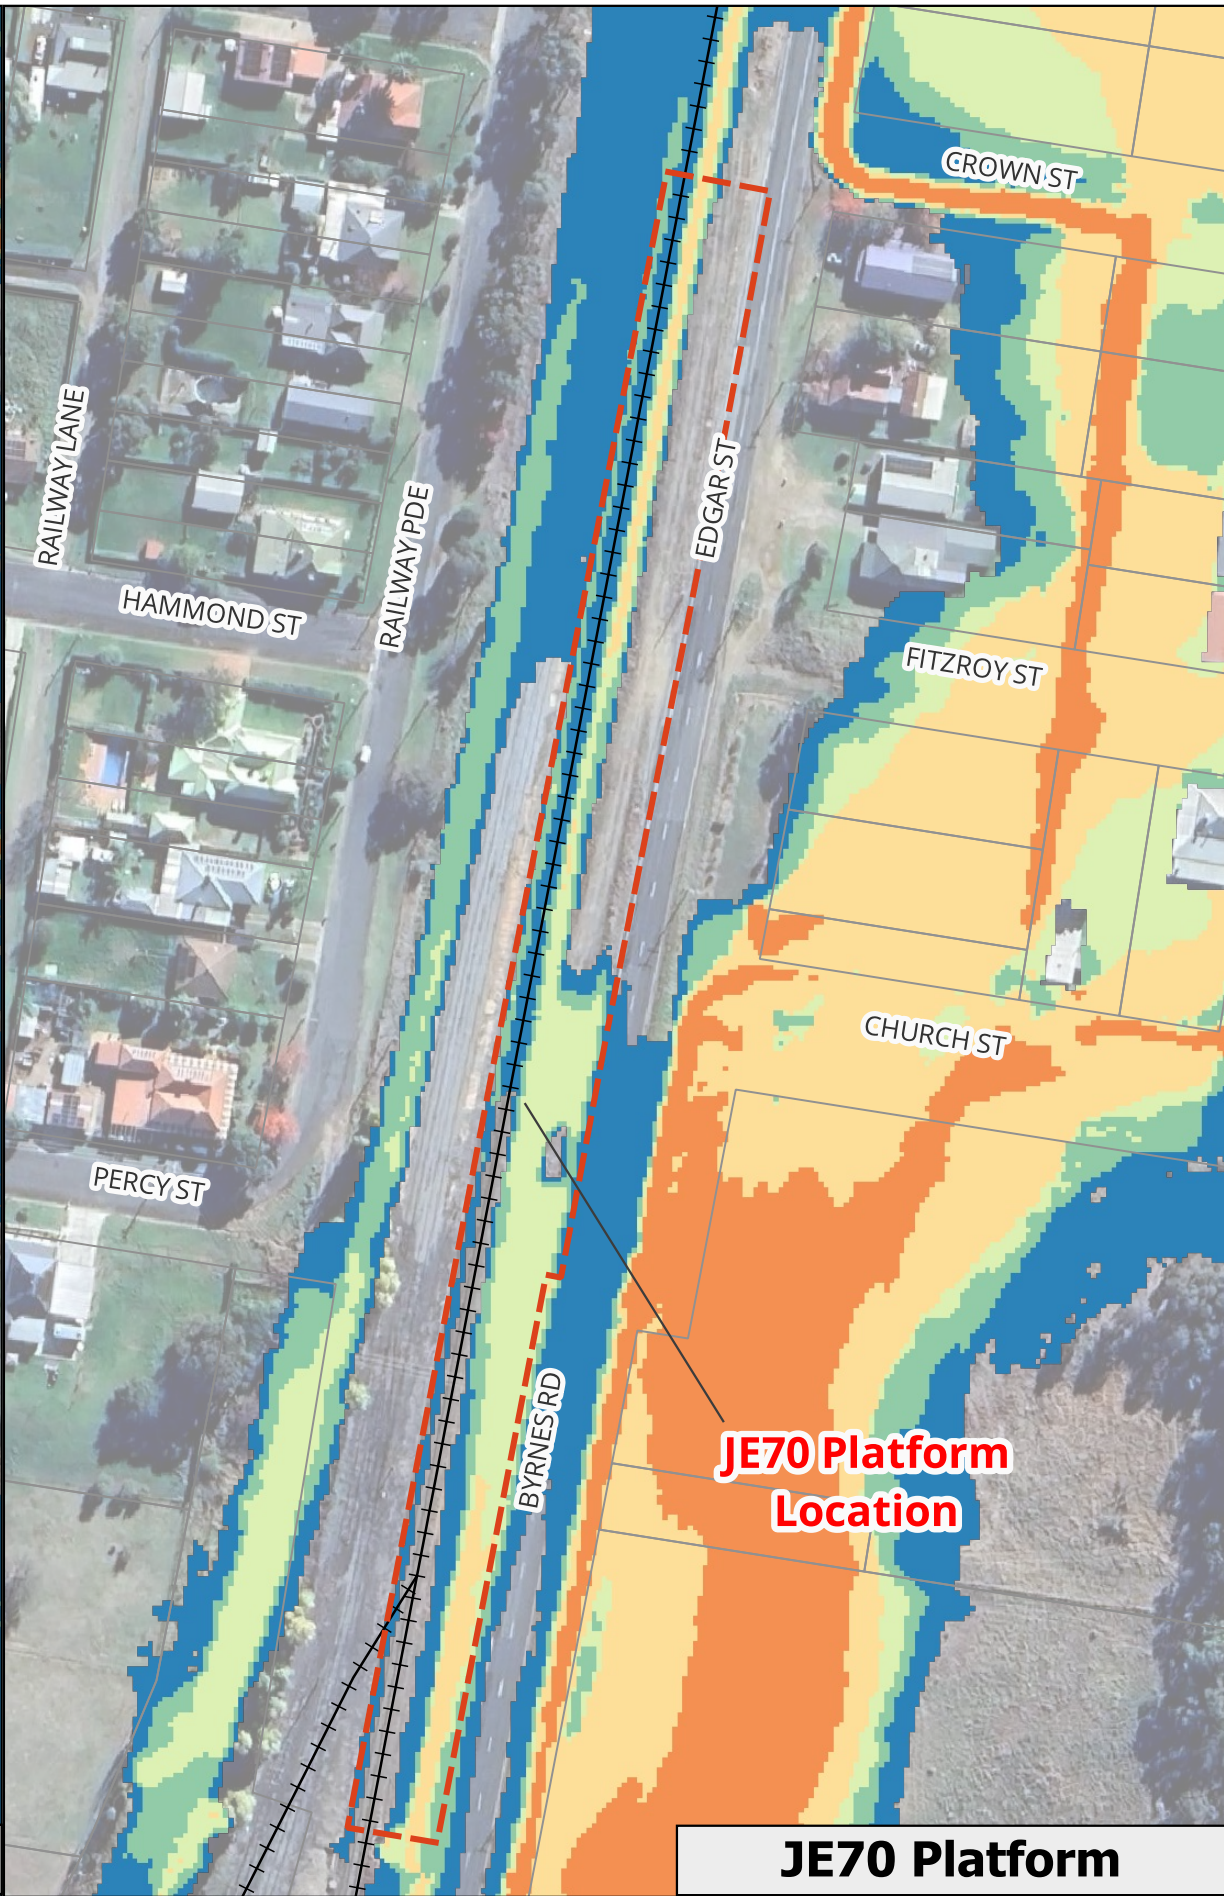 CROWN ST
RAILWAY LANE
EDGAR ST
RAILWAY PDE
HAMMOND ST
FITZROY ST
CHURCH ST
PERCY ST
BYRNES RD
JE70 Platform
Location
JE70 Platform